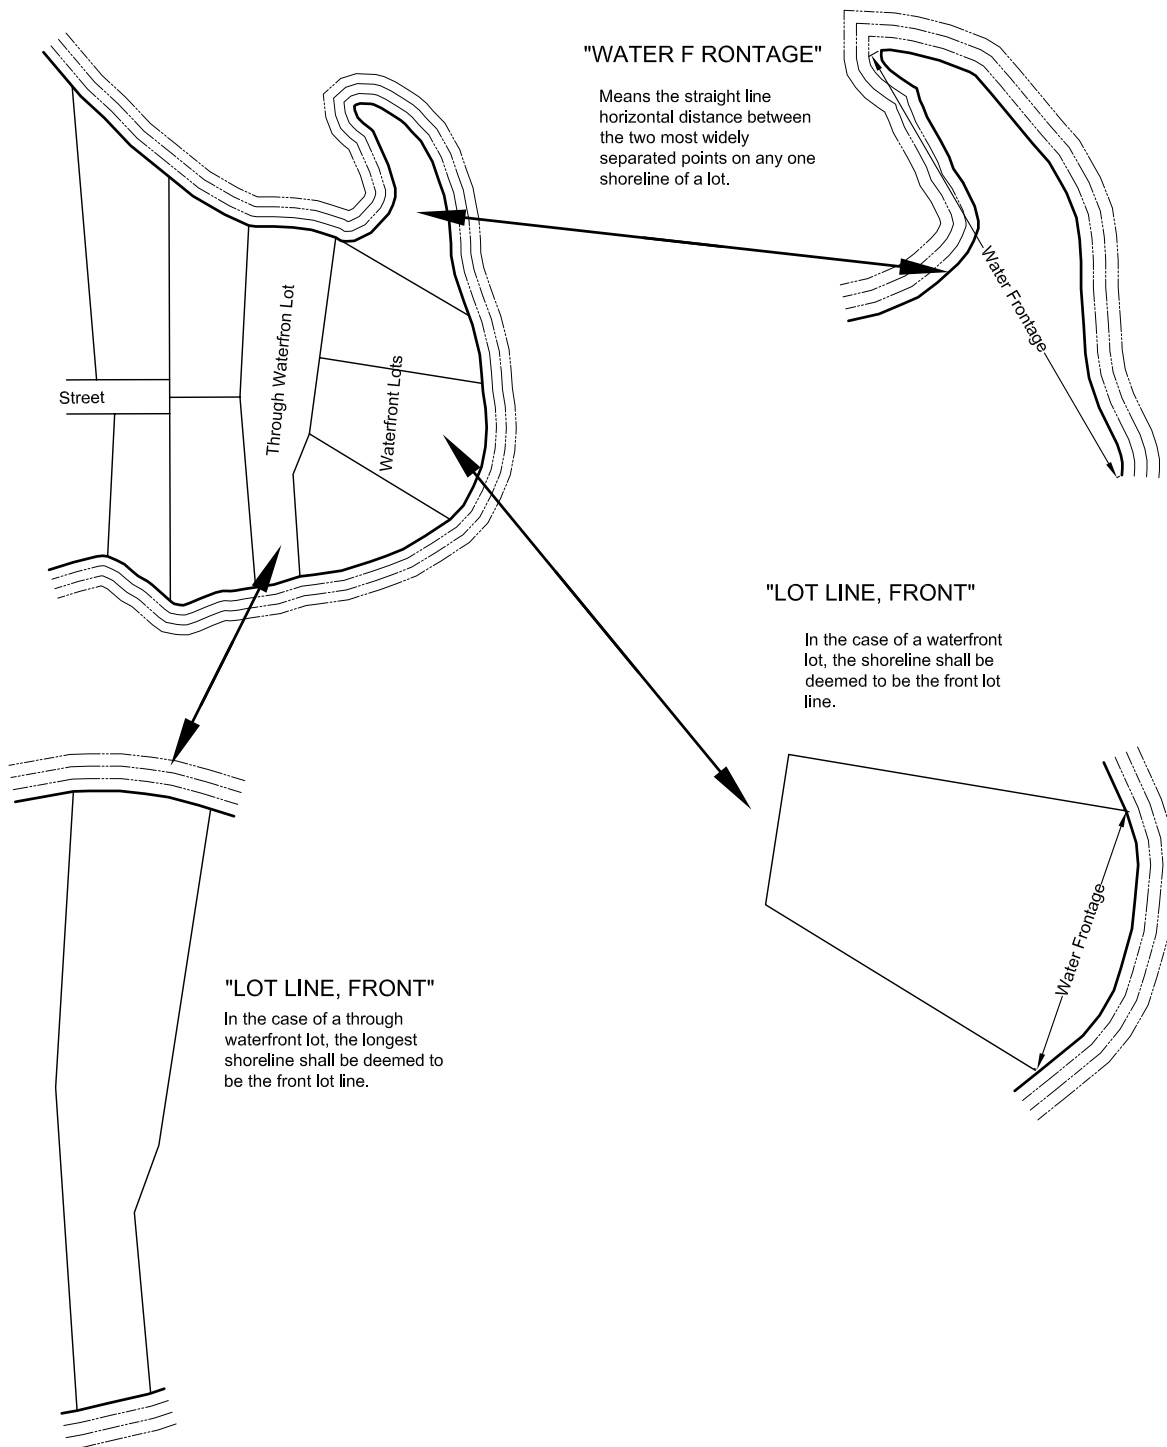 "WATER F RONTAGE"
Means the straight line
horizontal distance between
the two most widely
separated points on any one
shoreline of a lot.
Water Frontage
Through Waterfron Lot
Waterfront Lots
Street
"LOT LINE, FRONT"
In the case of a waterfront
lot, the shoreline shall be
deemed to be the front lot
line.
Water Frontage
"LOT LINE, FRONT"
In the case of a through
waterfront lot, the longest
shoreline shall be deemed to
be the front lot line.